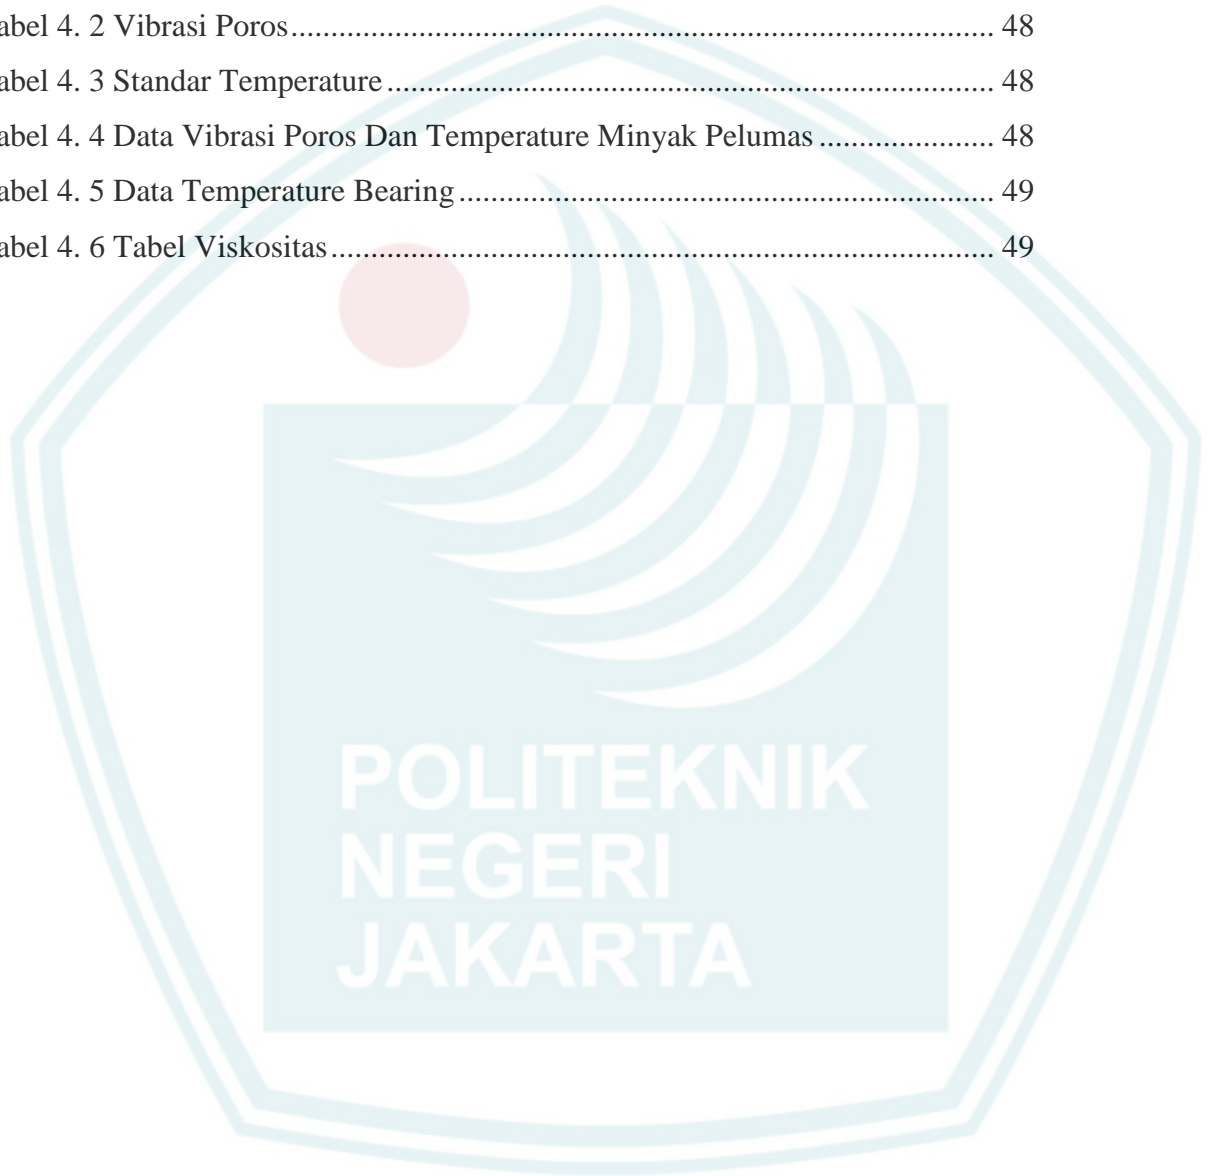 abel 4. 2 Vibrasi Poros.................................................................................... 48
abel 4. 3 Standar Temperature........................................................................ 48
abel 4. 4 Data Vibrasi Poros Dan Temperature Minyak Pelumas..................... 48
abel 4. 5 Data Temperature Bearing................................................................ 49
abel 4. 6 Tabel Viskositas............................................................................... 49
POLITEKNIK
NEGERI
JAKARTA